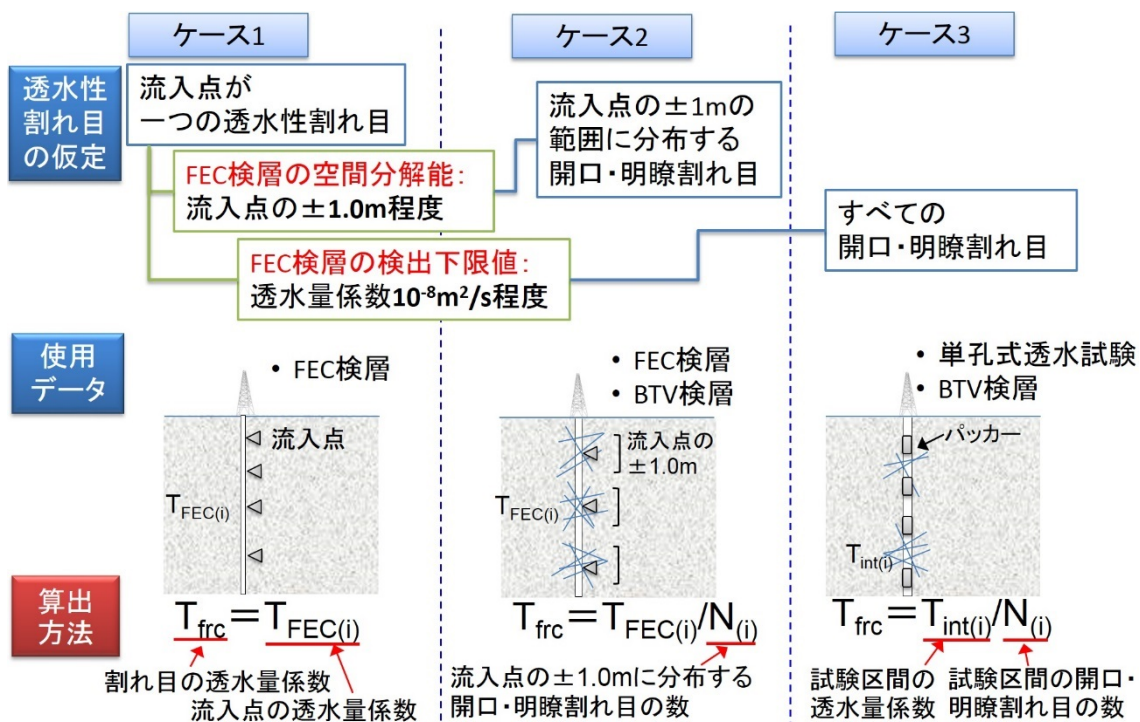 ケース1
ケース2
ケース3
透水性
割れ目
の仮定
流入点が
一つの透水性割れ目
FEC検層の空間分解能:
流入点の±1.0m程度
FEC検層の検出下限値:
透水量係数10⁻⁸m²/s程度
流入点の±1mの
範囲に分布する
開口・明瞭割れ目
すべての
開口・明瞭割れ目
使用
データ
• FEC検層
流入点
T_FEC(i)
• FEC検層
• BTV検層
流入点の
±1.0m
T_FEC(i)
• 単孔式透水試験
• BTV検層
パッカー
T_int(i)
算出
方法
T_frc=T_FEC(i)
割れ目の透水量係数
流入点の透水量係数
T_frc=T_FEC(i)/N_(i)
流入点の±1.0mに分布する
開口・明瞭割れ目の数
T_frc=T_int(i)/N_(i)
試験区間の
透水量係数
試験区間の開口・
明瞭割れ目の数